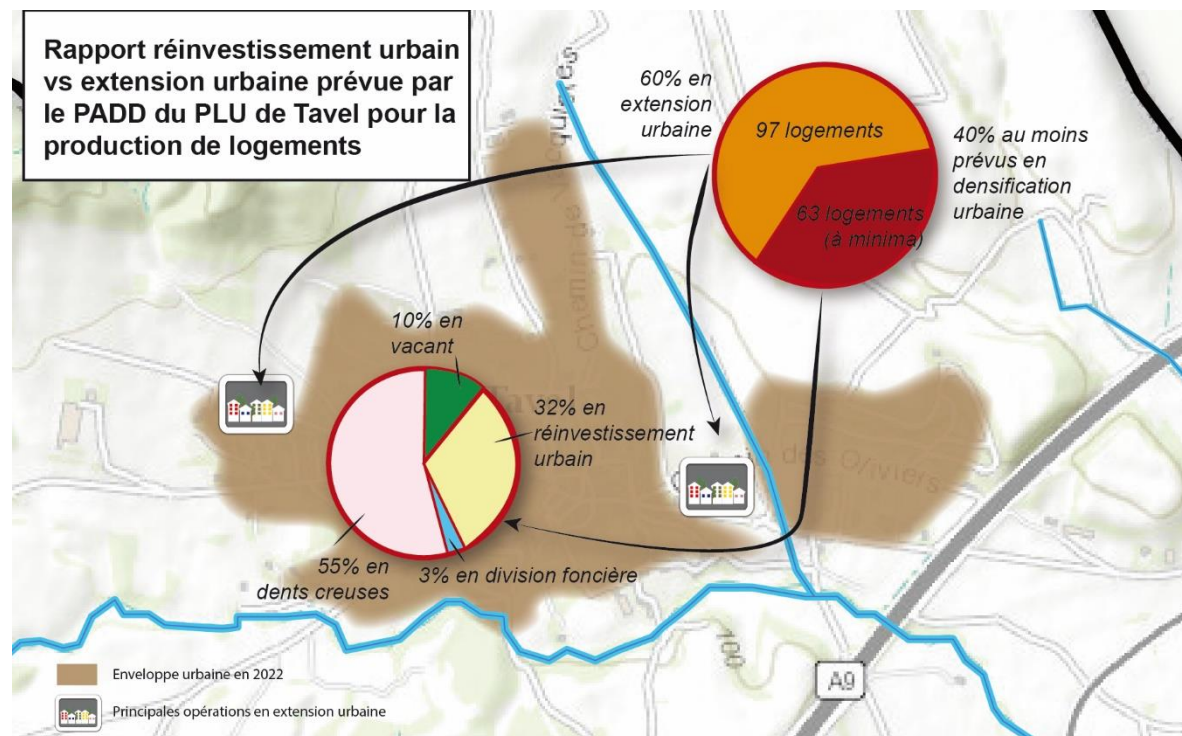 Rapport réinvestissement urbain
vs extension urbaine prévue par
le PADD du PLU de Tavel pour la
production de logements
60% en
extension
urbaine
97 logements
40% au moins
prévus en
densification
urbaine
63 logements
(à minima)
Chemin de
10% en
vacant
Tavel
32% en
réinvestissement
urbain
des Oliviers
55% en
dents creuses
3% en division foncière
100
A9
Enveloppe urbaine en 2022
Principales opérations en extension urbaine